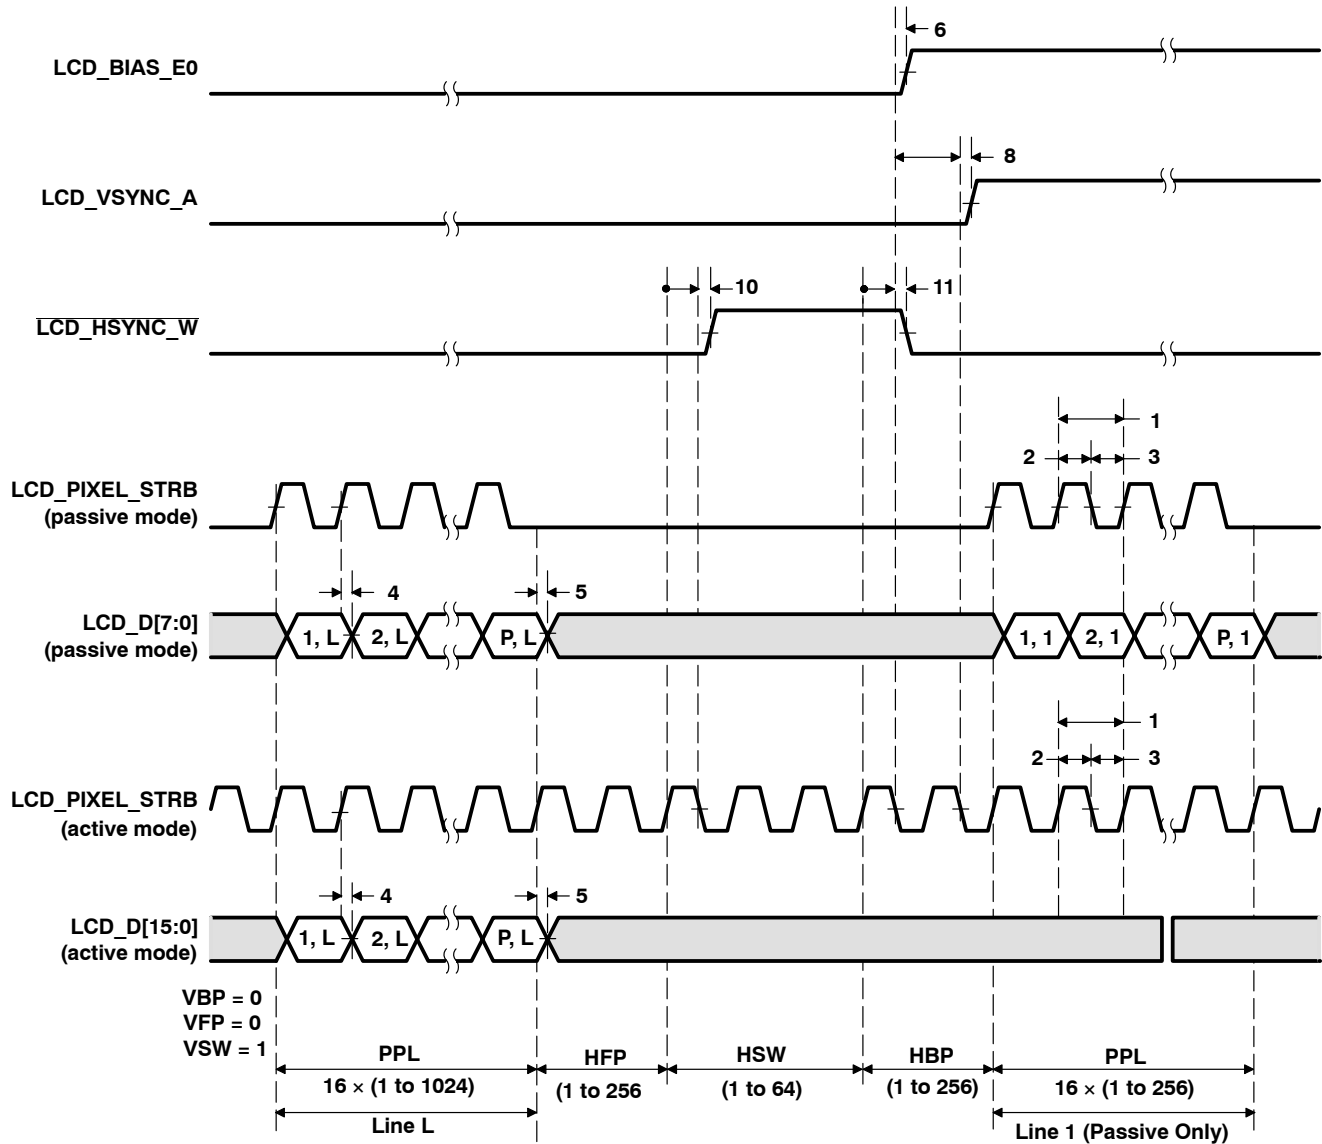 6
LCD_BIAS_E0
8
LCD_VSYNC_A
10
11
LCD_HSYNC_W
1
2
3
LCD_PIXEL_STRB
(passive mode)
4
5
LCD_D[7:0]
(passive mode)
1, L
2, L
P, L
1, 1
2, 1
P, 1
1
2
3
LCD_PIXEL_STRB
(active mode)
4
5
LCD_D[15:0]
(active mode)
1, L
2, L
P, L
VBP = 0
VFP = 0
VSW = 1
PPL
16 × (1 to 1024)
HFP
(1 to 256
HSW
(1 to 64)
HBP
(1 to 256)
PPL
16 × (1 to 256)
Line L
Line 1 (Passive Only)